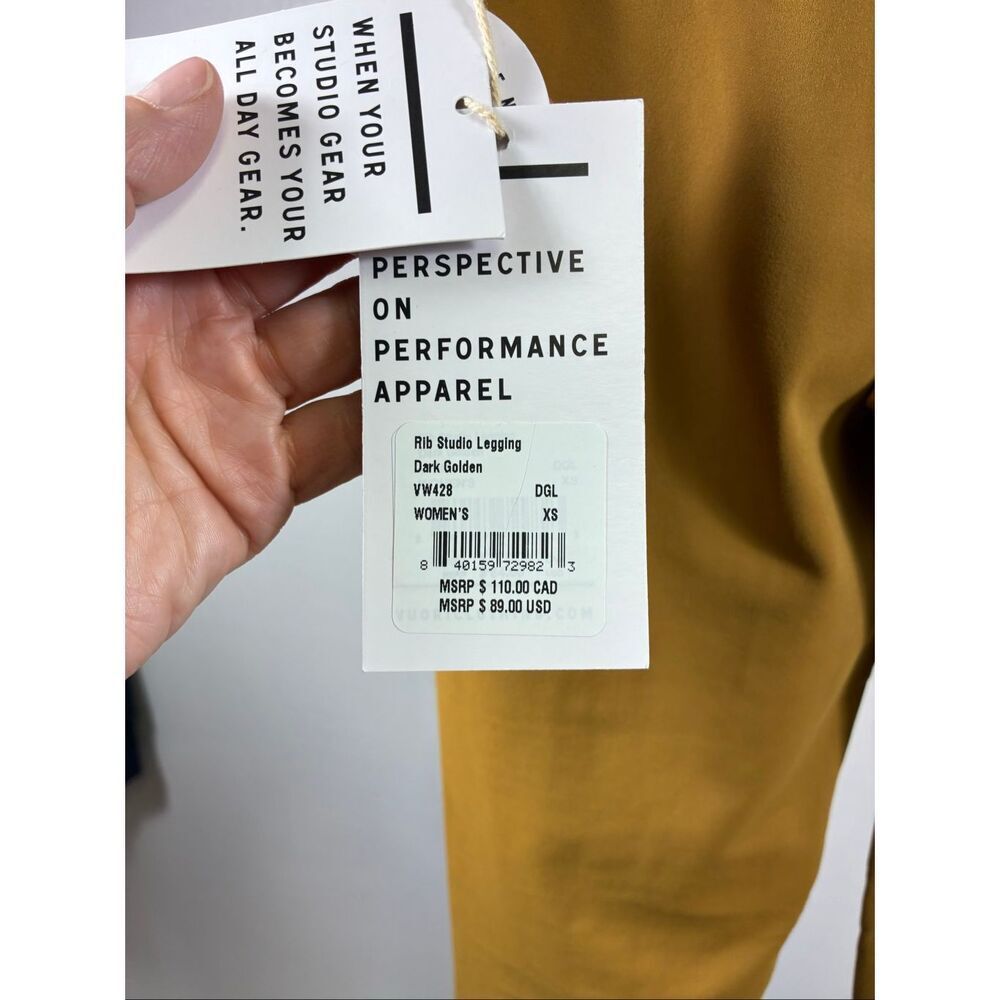 WHEN YOUR
STUDIO GEAR
BECOMES YOUR
ALL DAY GEAR.
PERSPECTIVE
ON
PERFORMANCE
APPAREL
Rib Studio Legging
Dark Golden
VW428 DGL
WOMEN'S XS
8 40159 72982 3
MSRP $ 110.00 CAD
MSRP $ 89.00 USD